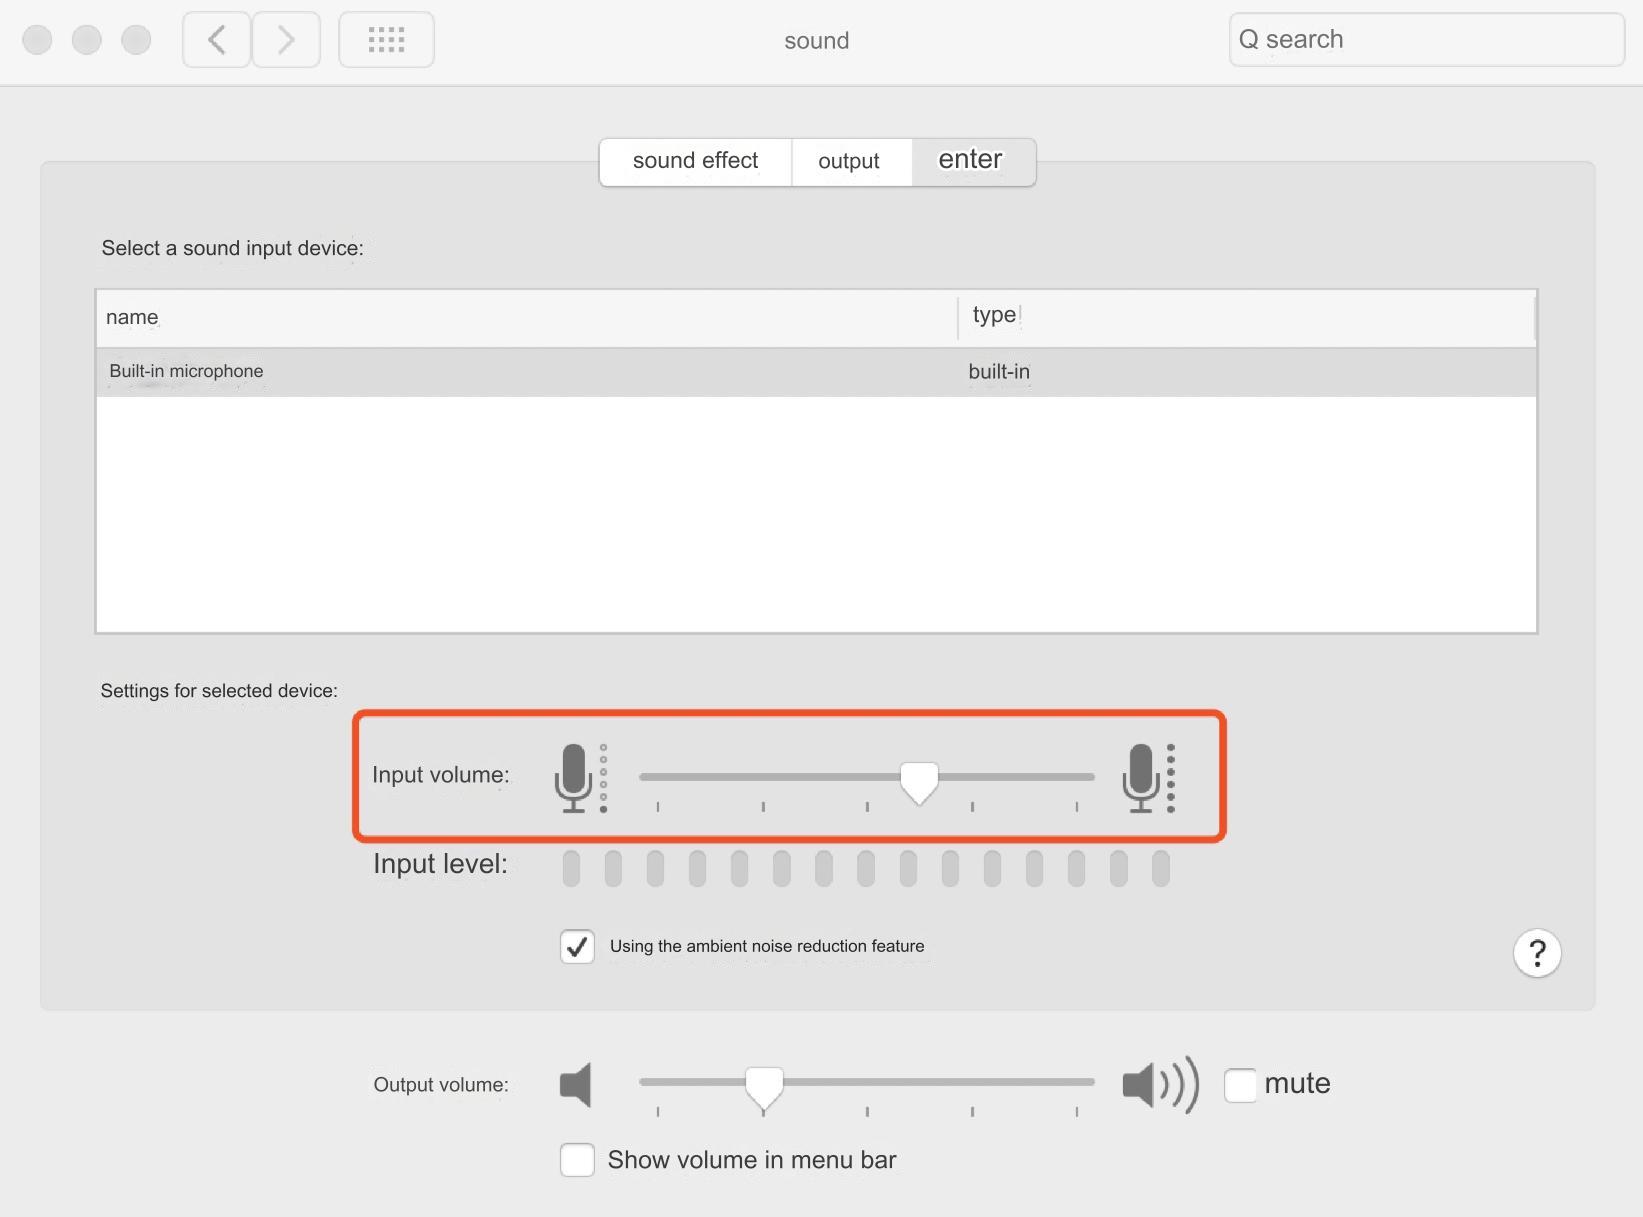 sound
Q search
sound effect
output
enter
Select a sound input device:
name
type
Built-in microphone
built-in
Settings for selected device:
Input volume:
Input level:
Using the ambient noise reduction feature
?
Output volume:
mute
Show volume in menu bar